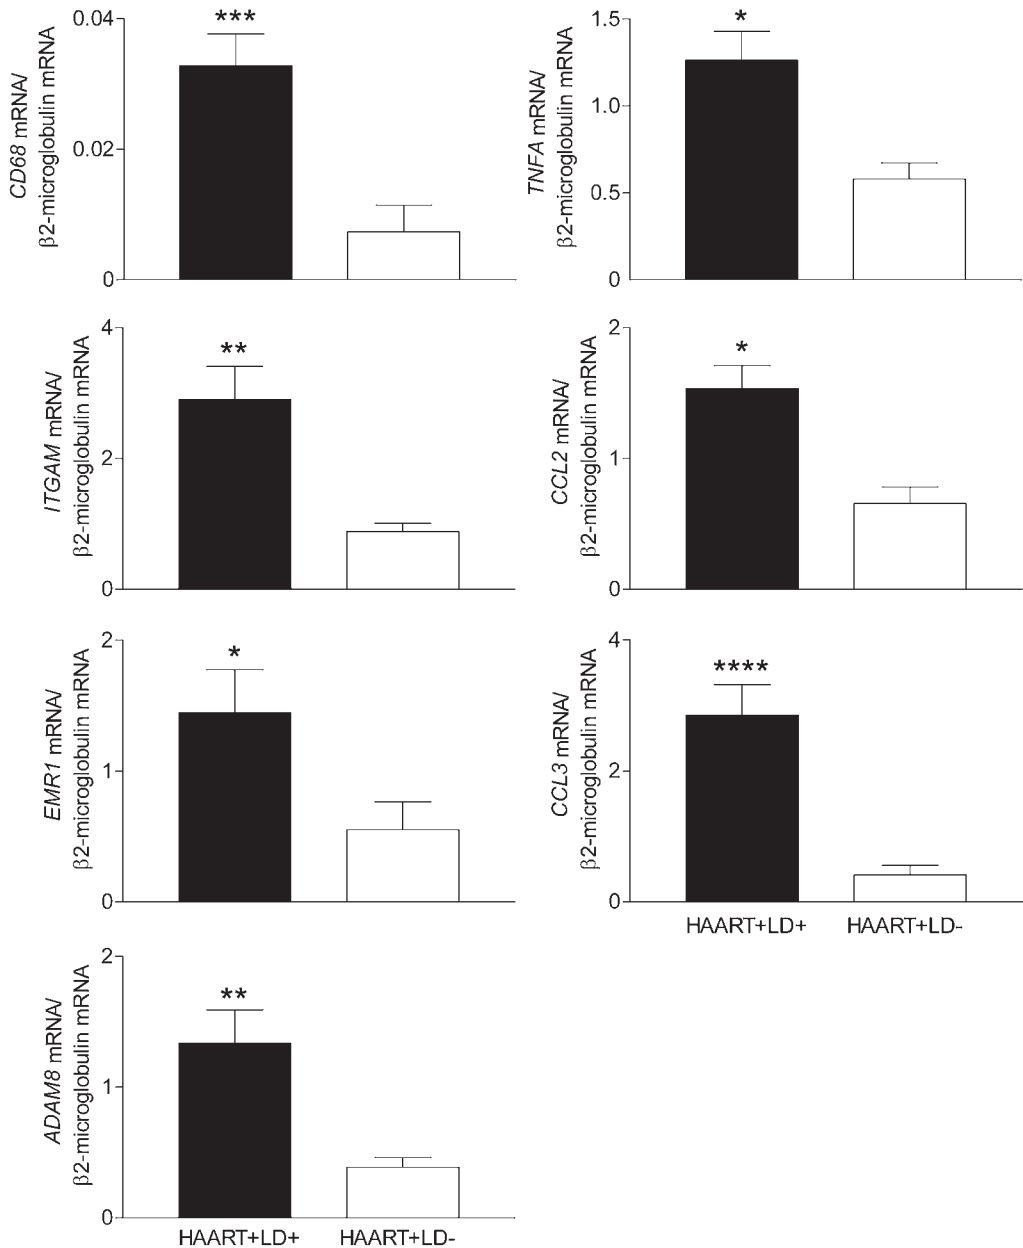 CD68 mRNA/
β2-microglobulin mRNA
0.04
0.02
0
***
TNFA mRNA/
β2-microglobulin mRNA
1.5
1.0
0.5
0
*
ITGAM mRNA/
β2-microglobulin mRNA
4
2
0
**
CCL2 mRNA/
β2-microglobulin mRNA
2
1
0
*
EMR1 mRNA/
β2-microglobulin mRNA
2
1
0
*
CCL3 mRNA/
β2-microglobulin mRNA
4
2
0
****
HAART+LD+ HAART+LD-
ADAM8 mRNA/
β2-microglobulin mRNA
2
1
0
**
HAART+LD+ HAART+LD-